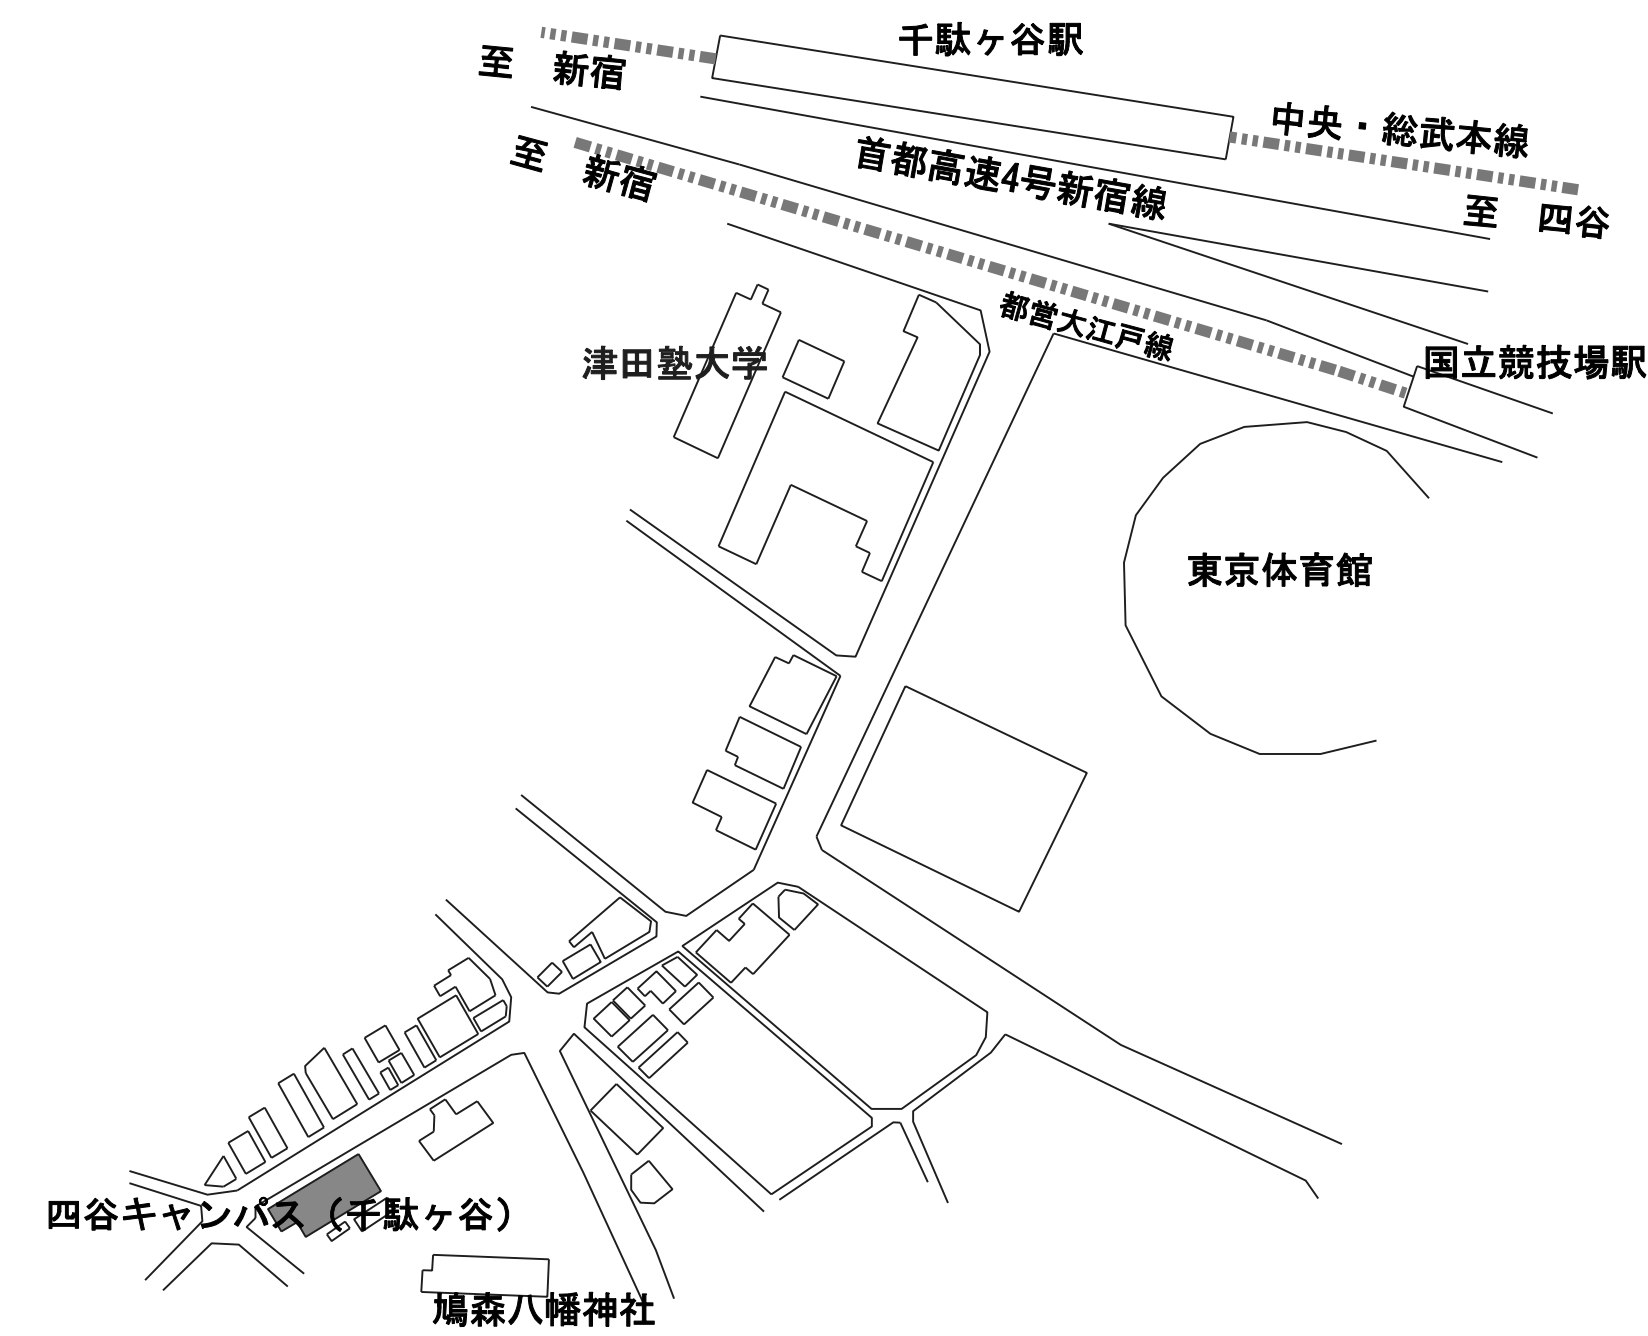 千駄ヶ谷駅
至　新宿
中央・総武本線
至　新宿
首都高速4号新宿線
至　四谷
都営大江戸線
国立競技場駅
津田塾大学
東京体育館
四谷キャンパス（千駄ヶ谷）
鳩森八幡神社